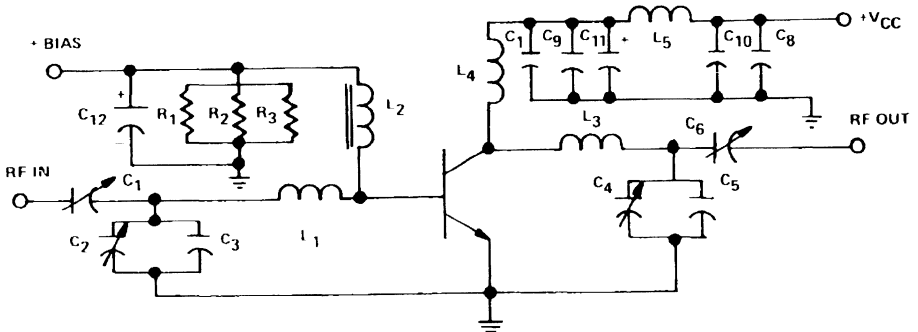 + BIAS
C12
+
R1
R2
R3
L2
RF IN
C1
C2
C3
L1
L4
C1
C9
C11
+
L5
C10
C8
+VCC
L3
C6
RF OUT
C4
C5